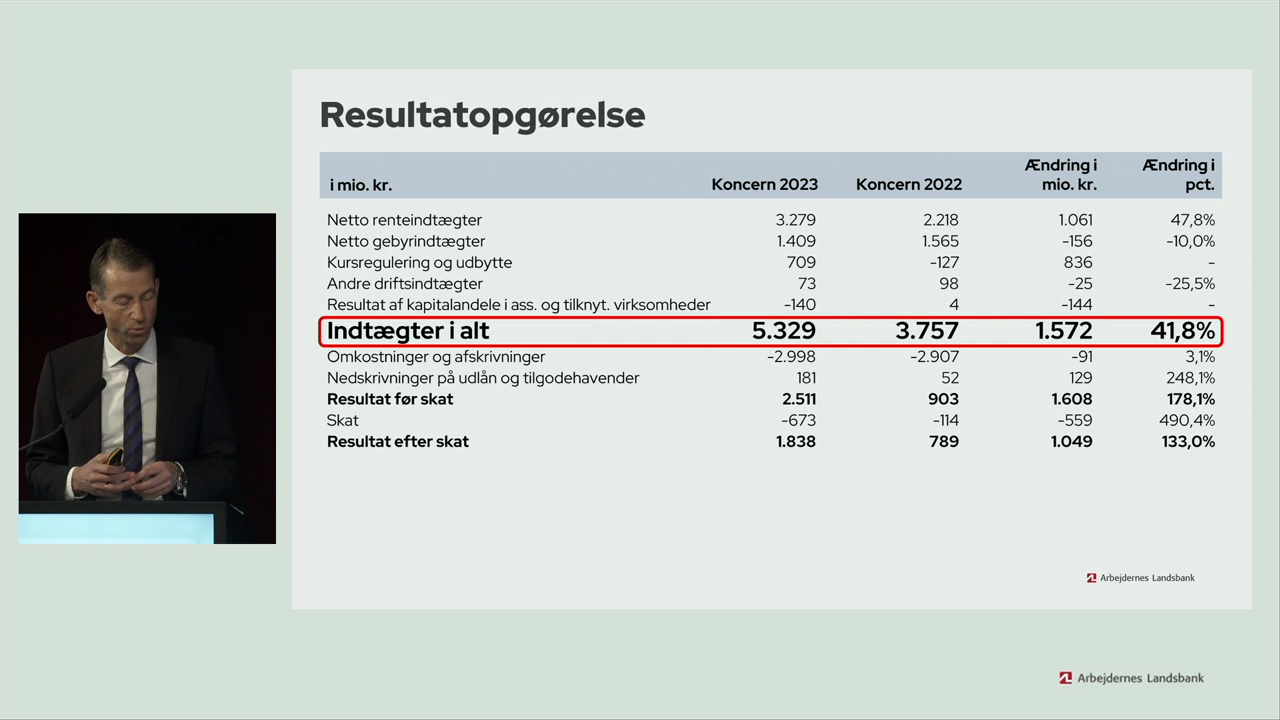 Resultatopgørelse
i mio. kr. Koncern 2023 Koncern 2022 Ændring i mio. kr. Ændring i pct.
Netto renteindtægter 3.279 2.218 1.061 47,8%
Netto gebyrindtægter 1.409 1.565 -156 -10,0%
Kursregulering og udbytte 709 -127 836 -
Andre driftsindtægter 73 98 -25 -25,5%
Resultat af kapitalandele i ass. og tilknyt. virksomheder -140 4 -144 -
Indtægter i alt 5.329 3.757 1.572 41,8%
Omkostninger og afskrivninger -2.998 -2.907 -91 3,1%
Nedskrivninger på udlån og tilgodehavender 181 52 129 248,1%
Resultat før skat 2.511 903 1.608 178,1%
Skat -673 -114 -559 490,4%
Resultat efter skat 1.838 789 1.049 133,0%
Arbejdernes Landsbank
Arbejdernes Landsbank